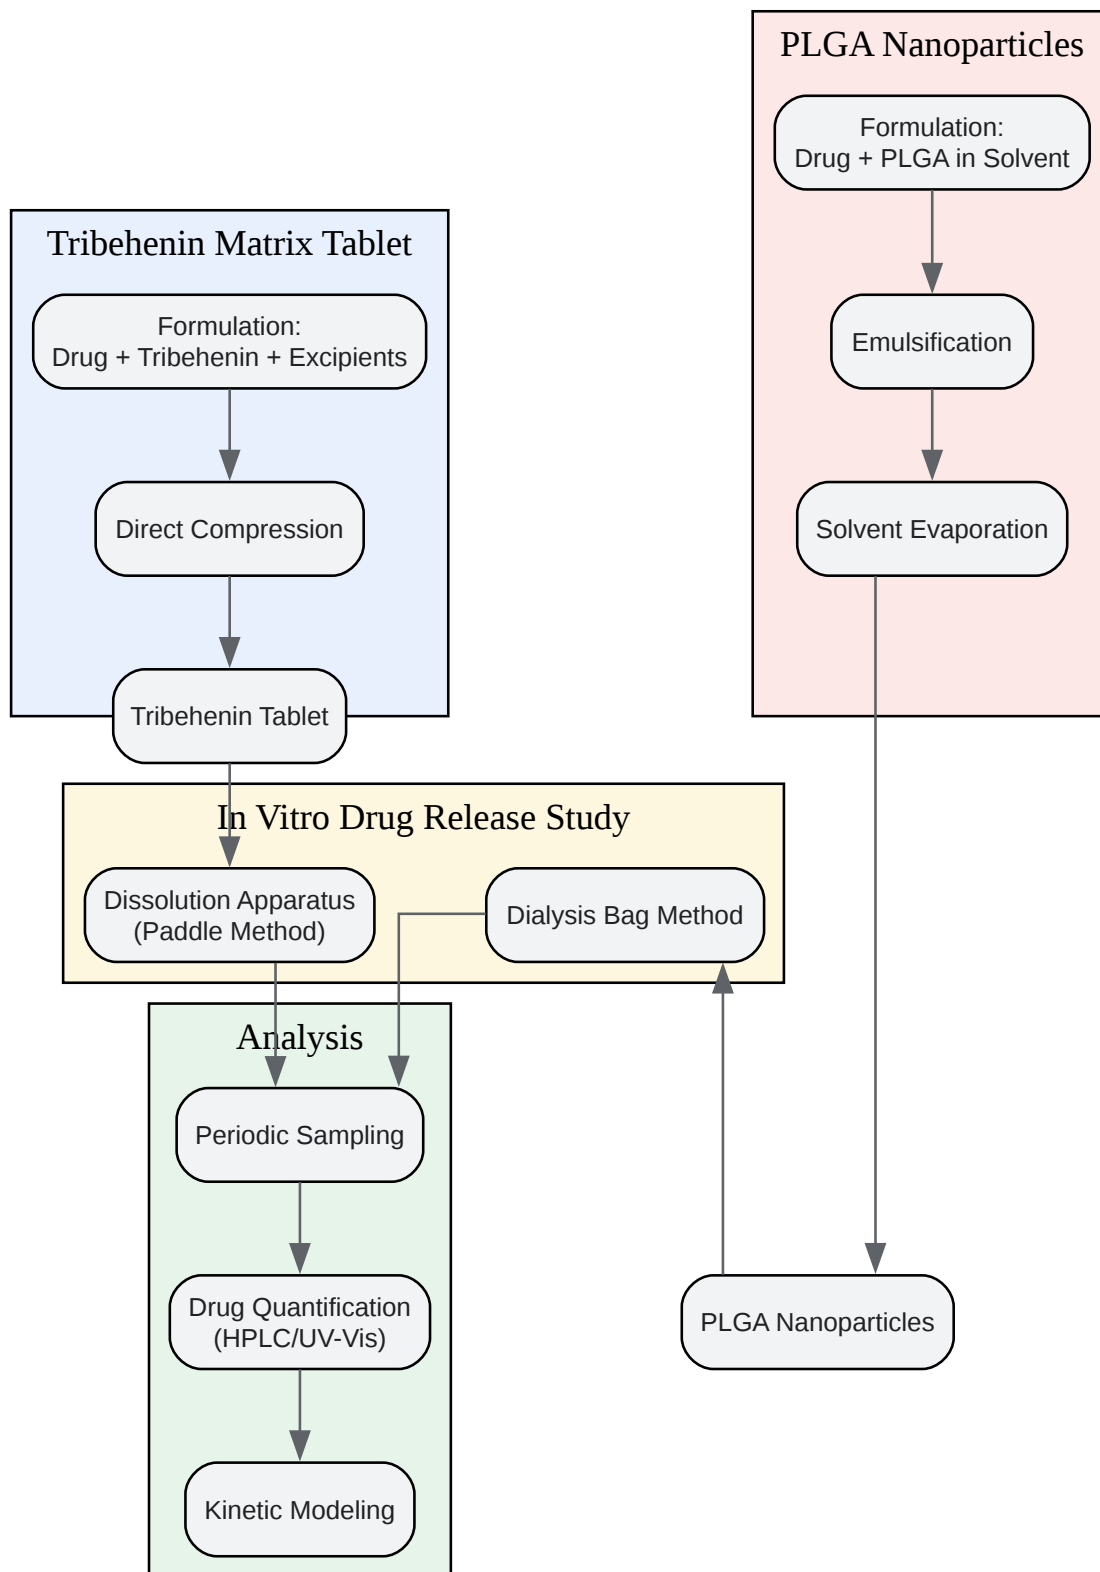 PLGA Nanoparticles
Formulation:
Drug + PLGA in Solvent
Tribehenin Matrix Tablet
Formulation:
Drug + Tribehenin + Excipients
Emulsification
Direct Compression
Solvent Evaporation
Tribehenin Tablet
In Vitro Drug Release Study
Dissolution Apparatus
(Paddle Method)
Dialysis Bag Method
Analysis
Periodic Sampling
Drug Quantification
(HPLC/UV-Vis)
PLGA Nanoparticles
Kinetic Modeling